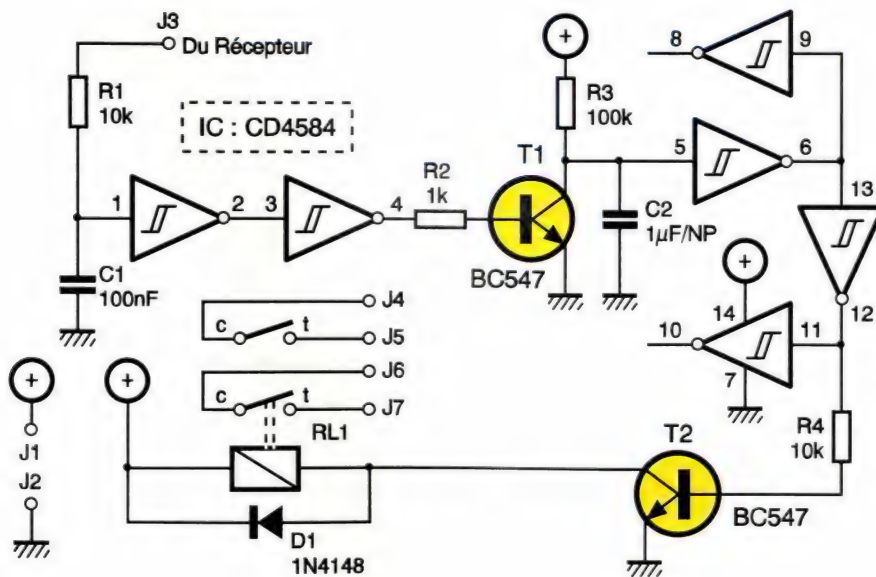 J3
Du Récepteur
R1
10k
IC : CD4584
1
2
3
4
C1
100nF
R2
1k
T1
BC547
+
R3
100k
5
6
C2
1µF/NP
8
9
13
12
+
14
10
11
7
R4
10k
T2
BC547
c
t
J4
J5
c
t
J6
J7
RL1
+
+
J1
J2
D1
1N4148